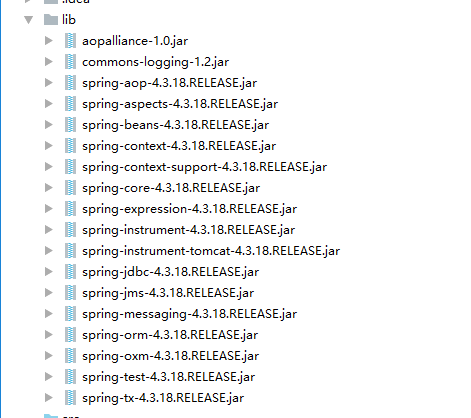 .idea
lib
aopalliance-1.0.jar
commons-logging-1.2.jar
spring-aop-4.3.18.RELEASE.jar
spring-aspects-4.3.18.RELEASE.jar
spring-beans-4.3.18.RELEASE.jar
spring-context-4.3.18.RELEASE.jar
spring-context-support-4.3.18.RELEASE.jar
spring-core-4.3.18.RELEASE.jar
spring-expression-4.3.18.RELEASE.jar
spring-instrument-4.3.18.RELEASE.jar
spring-instrument-tomcat-4.3.18.RELEASE.jar
spring-jdbc-4.3.18.RELEASE.jar
spring-jms-4.3.18.RELEASE.jar
spring-messaging-4.3.18.RELEASE.jar
spring-orm-4.3.18.RELEASE.jar
spring-oxm-4.3.18.RELEASE.jar
spring-test-4.3.18.RELEASE.jar
spring-tx-4.3.18.RELEASE.jar